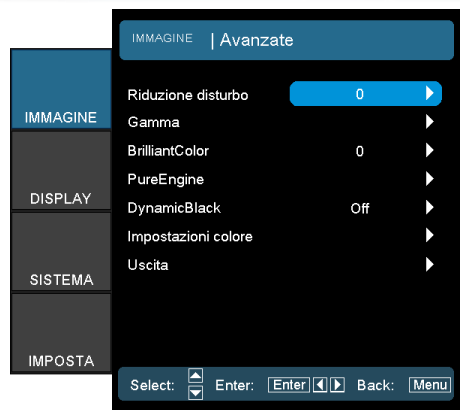 IMMAGINE | Avanzate
Riduzione disturbo 0
Gamma
BrilliantColor 0
PureEngine
DynamicBlack Off
Impostazioni colore
Uscita
IMMAGINE
DISPLAY
SISTEMA
IMPOSTA
Select: Enter: Enter Back: Menu